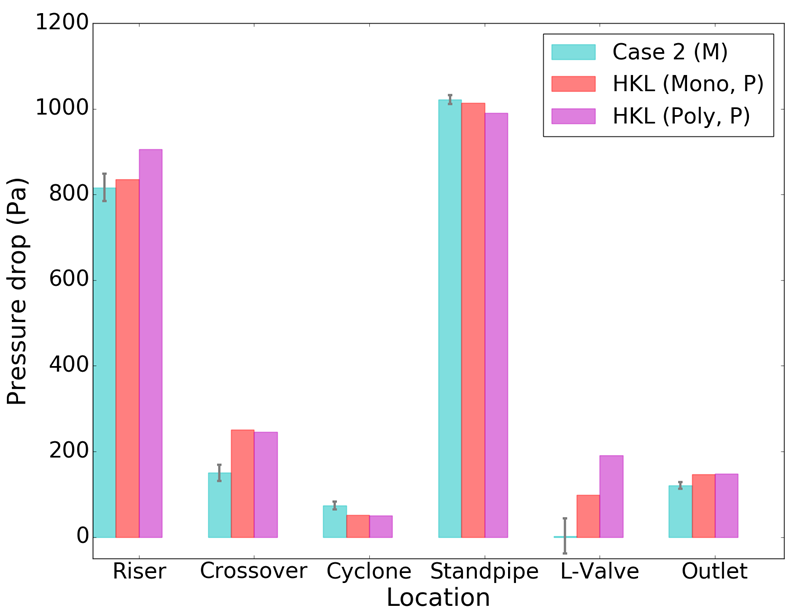 1200
1000
800
600
400
200
0
Pressure drop (Pa)
Case 2 (M)
HKL (Mono, P)
HKL (Poly, P)
Riser Crossover Cyclone Standpipe L-Valve Outlet
Location